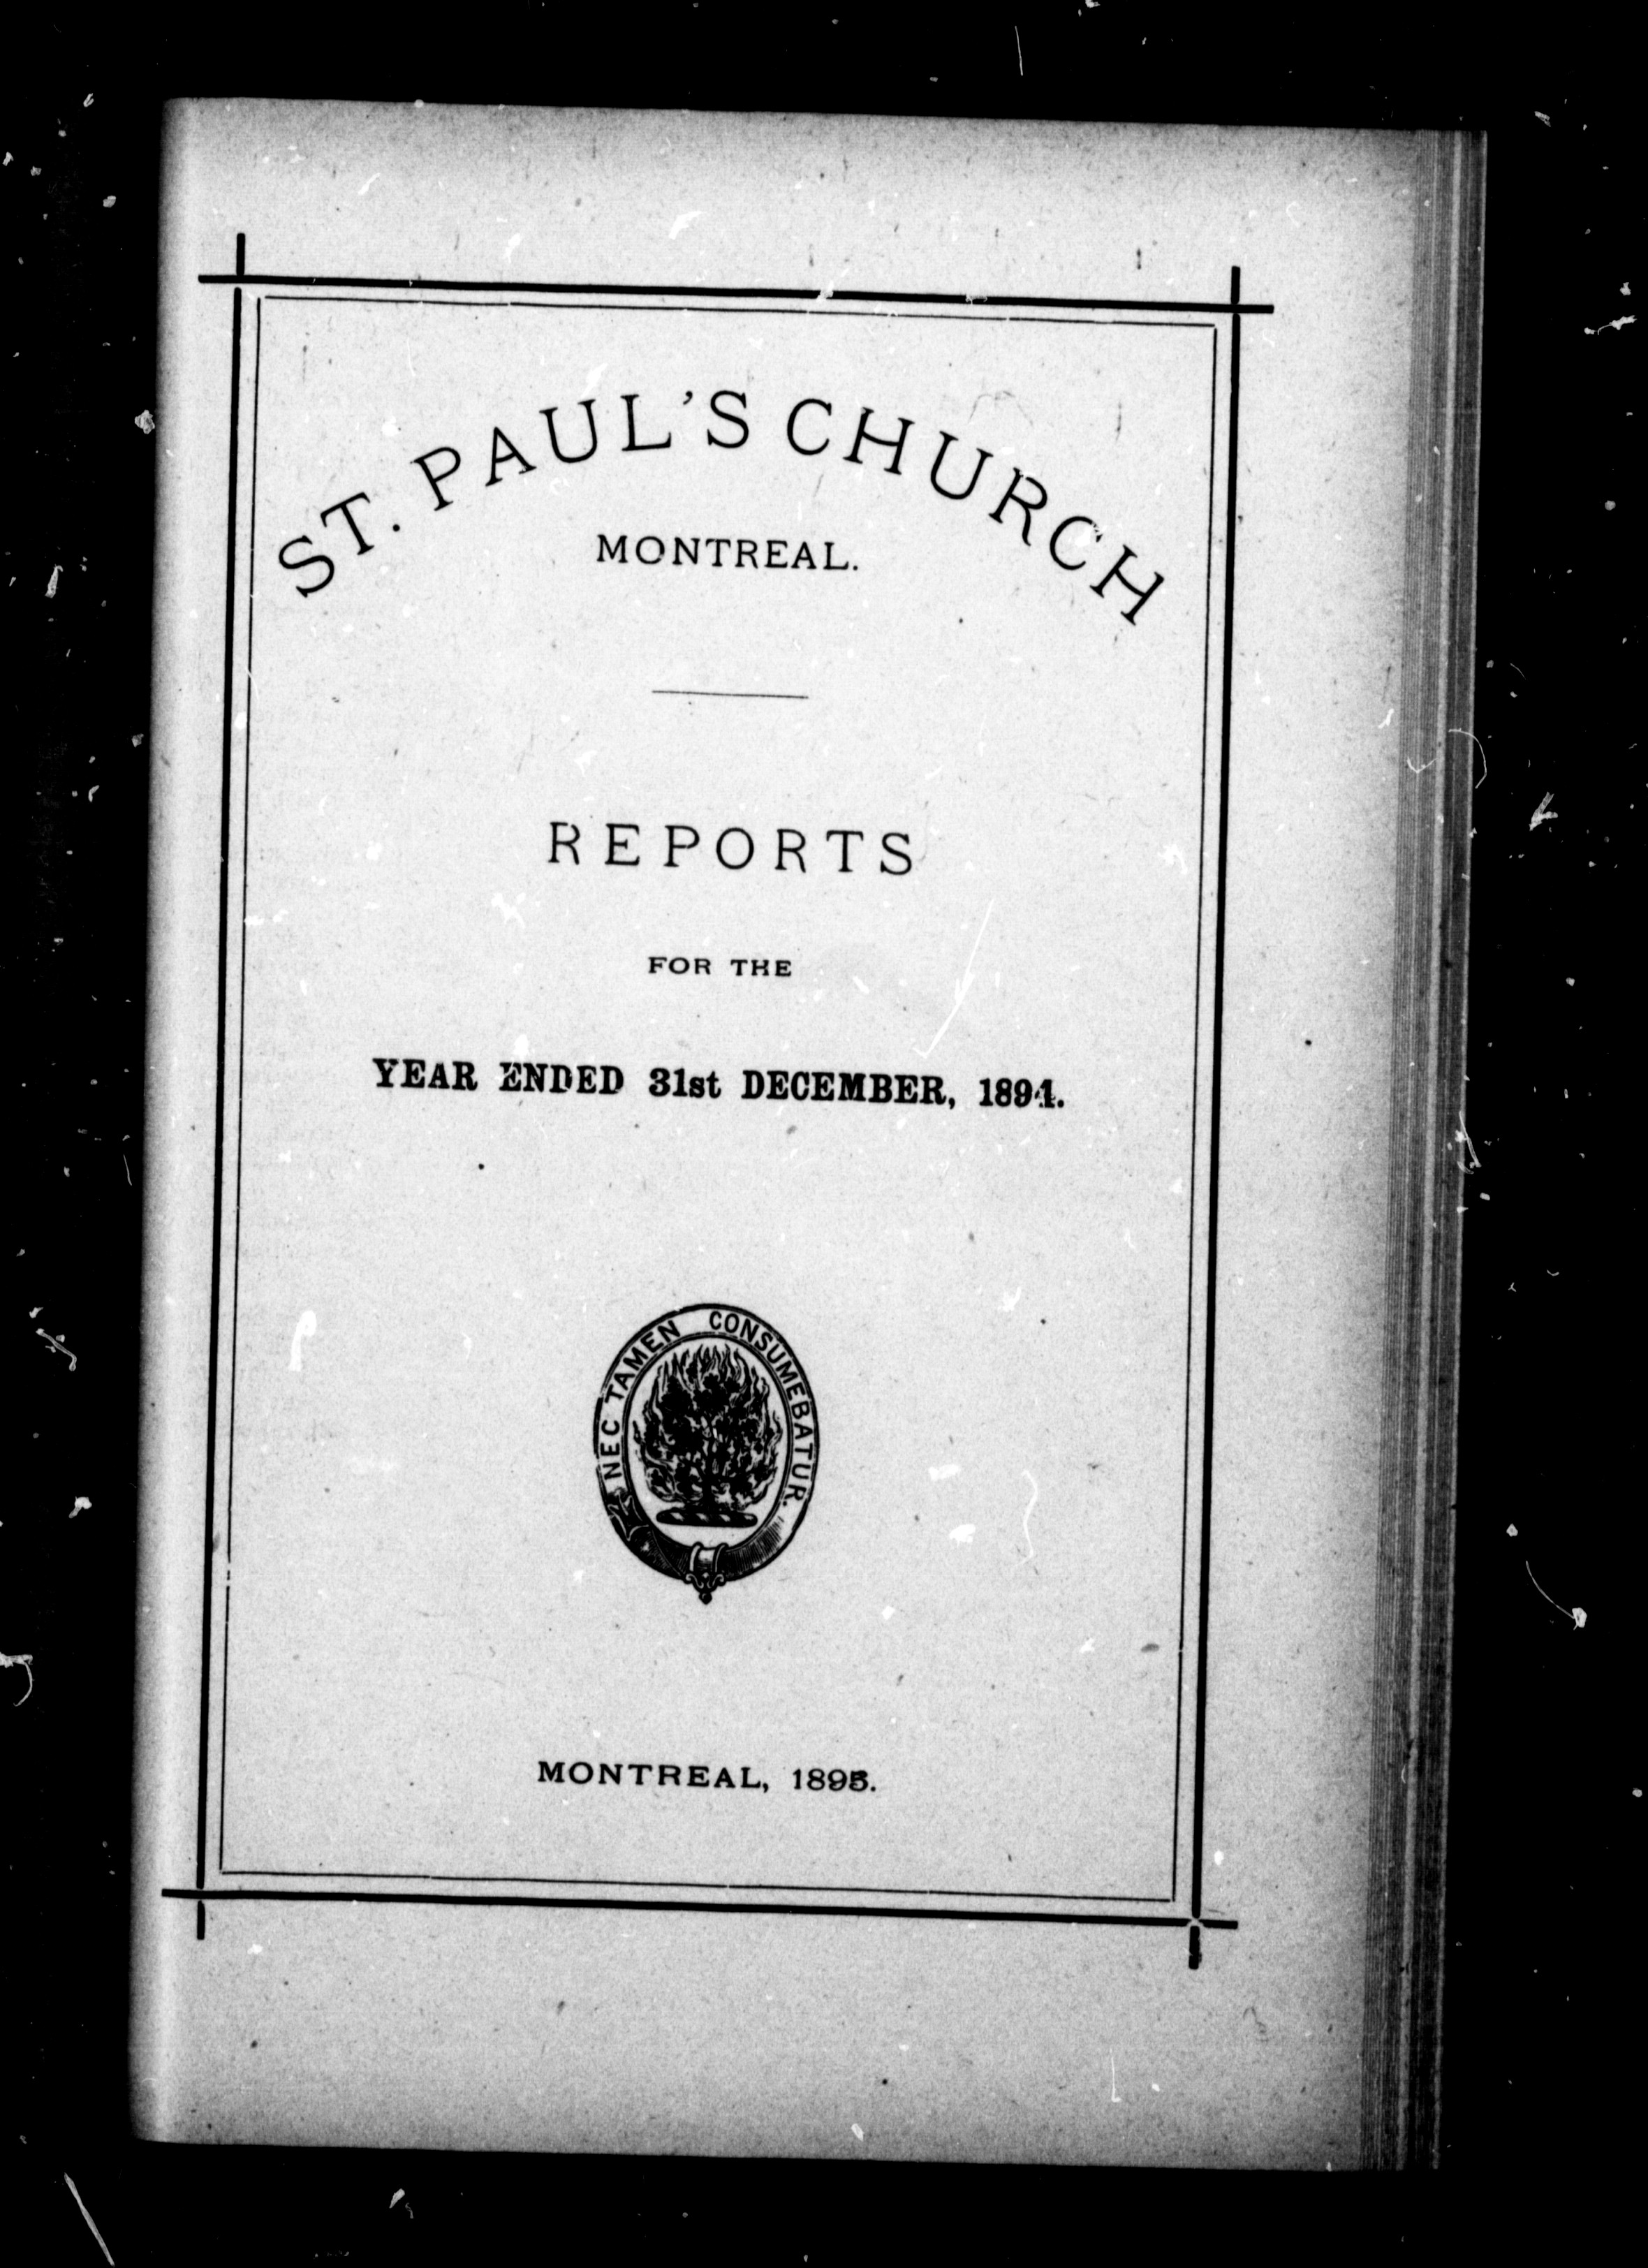 ST. PAUL'S CHURCH
MONTREAL.
REPORTS
FOR THE
YEAR ENDED 31st DECEMBER, 1894.
NEC TAMEN CONSUMEBATUR.
MONTREAL, 1895.